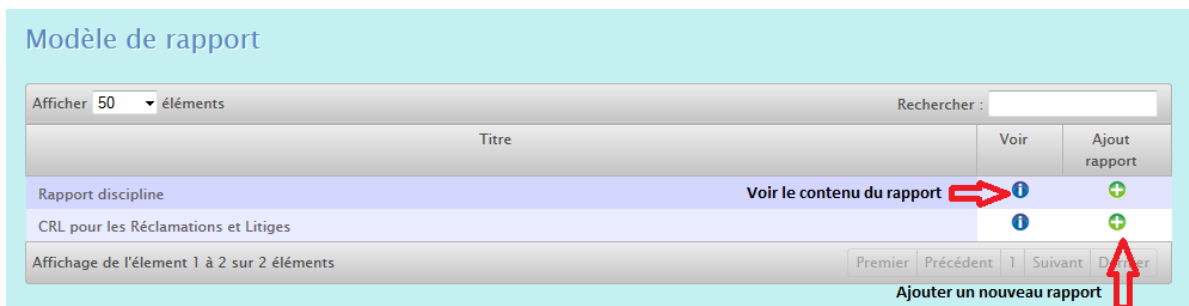 Modèle de rapport
Afficher 50 éléments Rechercher :
Titre Voir Ajout rapport
Rapport discipline Voir le contenu du rapport
CRL pour les Réclamations et Litiges
Affichage de l'élement 1 à 2 sur 2 éléments Premier Précédent 1 Suivant Dernier
Ajouter un nouveau rapport